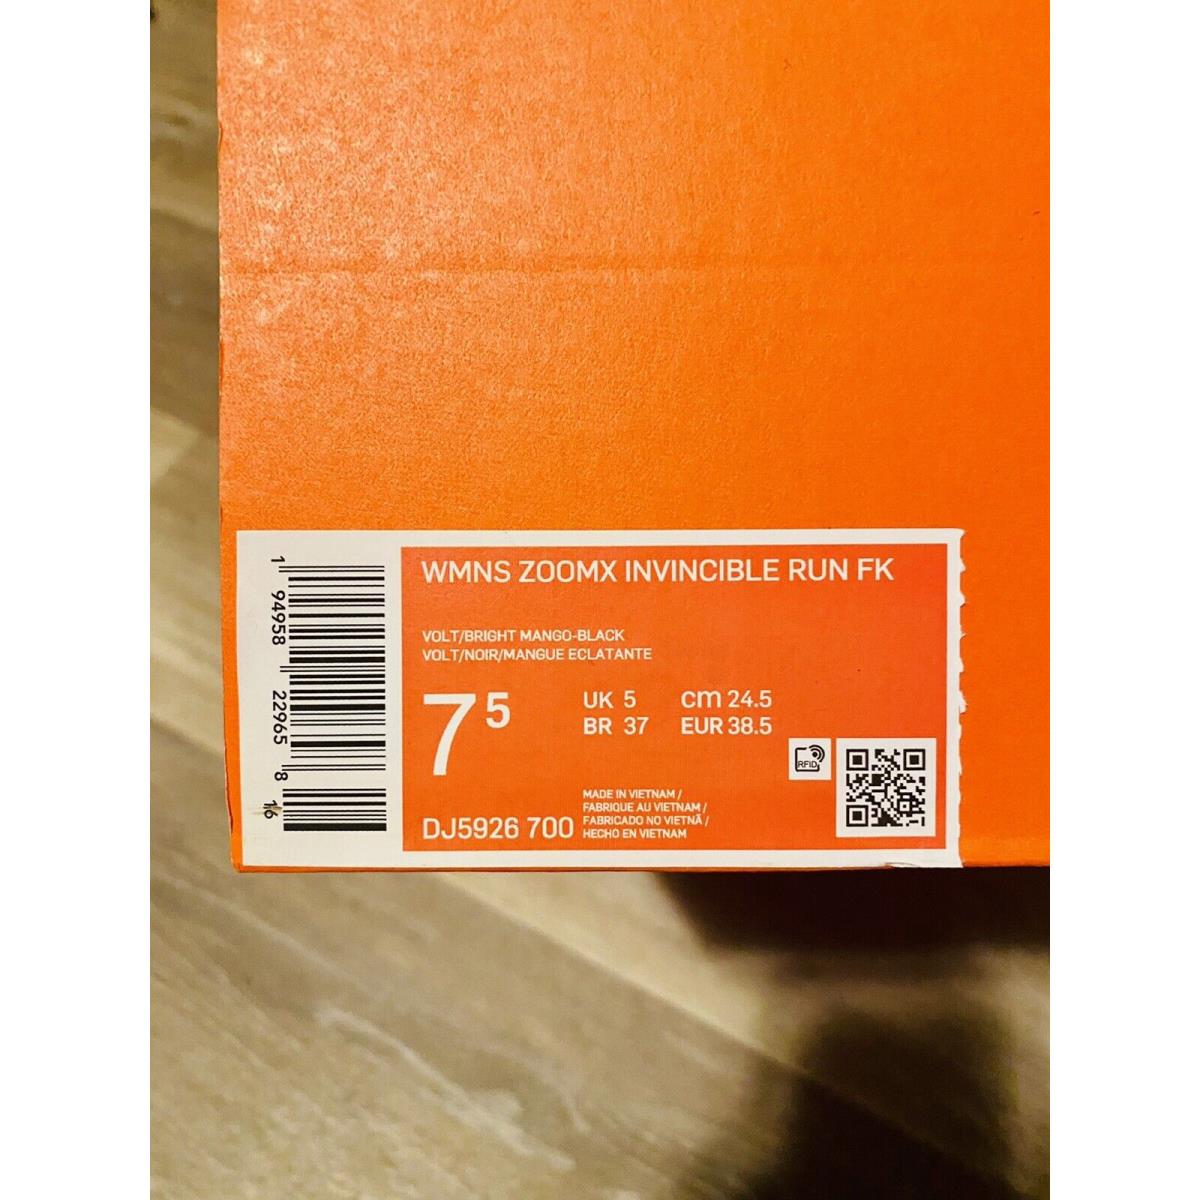 WMNS ZOOMX INVINCIBLE RUN FK
VOLT/BRIGHT MANGO-BLACK
VOLT/NOIR/MANGUE ECLATANTE
7 5
UK 5
cm 24.5
BR 37
EUR 38.5
RFID
MADE IN VIETNAM /
FABRIQUE AU VIETNAM /
FABRICADO NO VIETNÃ /
HECHO EN VIETNAM
DJ5926 700
1 94958 22965 8
16